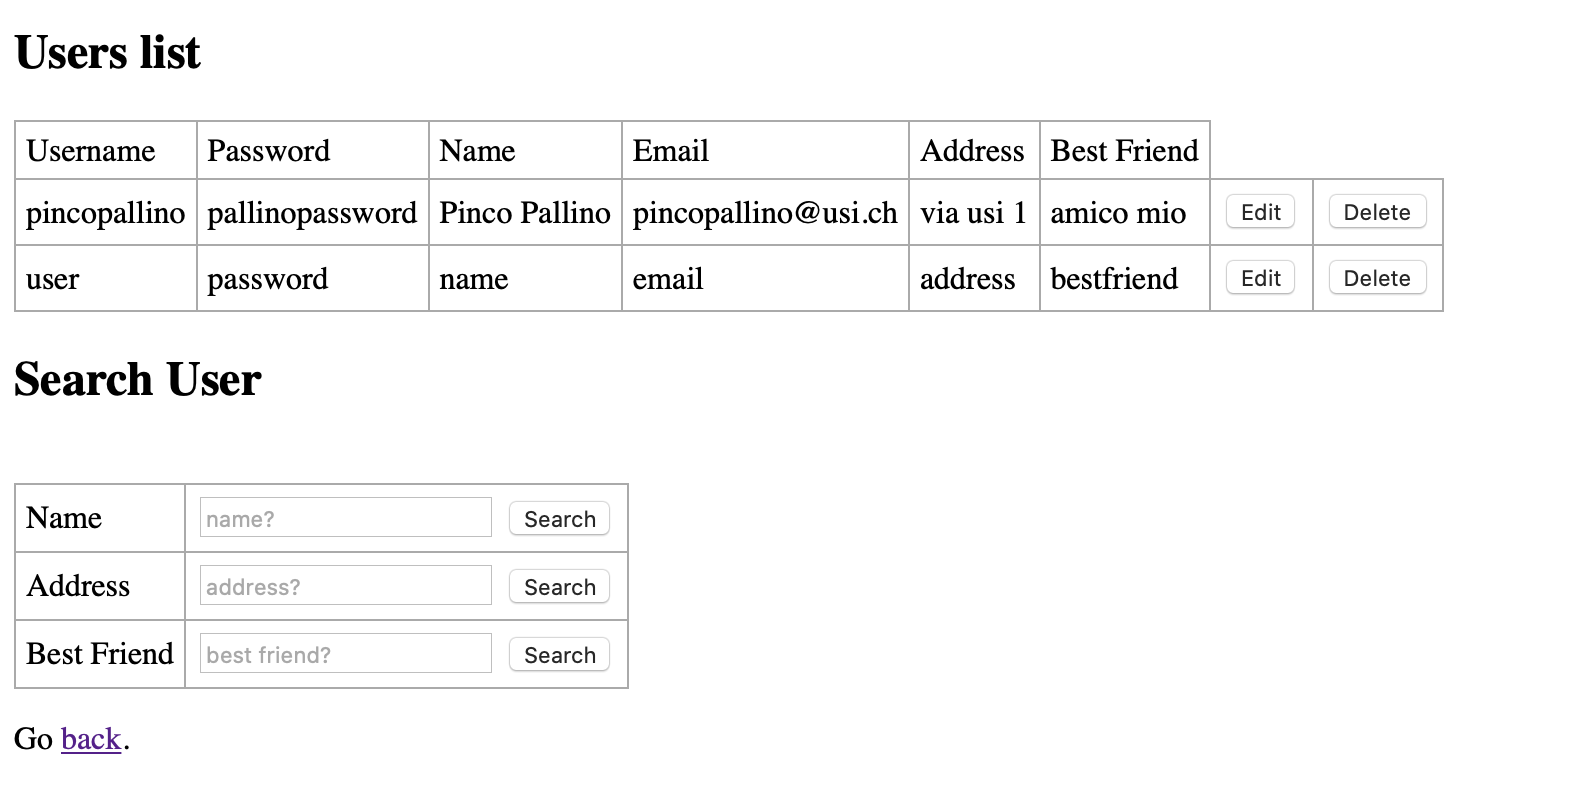 Users list
Username Password Name Email Address Best Friend
pincopallino pallinopassword Pinco Pallino pincopallino@usi.ch via usi 1 amico mio Edit Delete
user password name email address bestfriend Edit Delete
Search User
Name name? Search
Address address? Search
Best Friend best friend? Search
Go back.